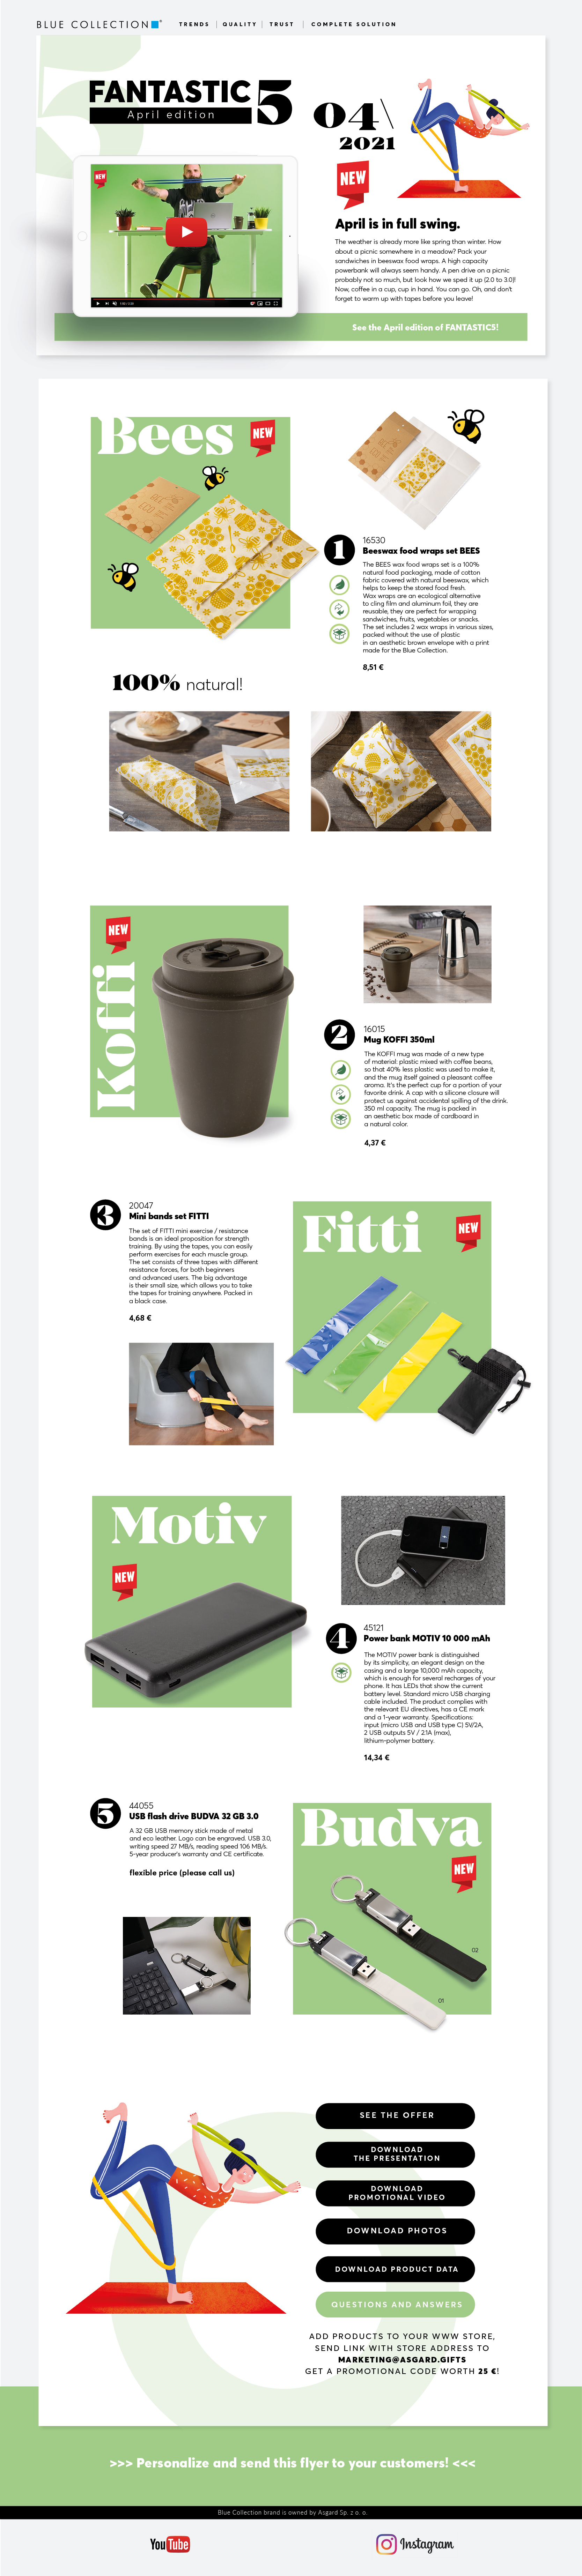 BLUE COLLECTION
TRENDS | QUALITY | TRUST | COMPLETE SOLUTION
FANTASTIC 5
April edition
04\
2021
NEW
NEW
April is in full swing.
The weather is already more like spring than winter. How
about a picnic somewhere in a meadow? Pack your
sandwiches in beeswax food wraps. A high capacity
powerbank will always seem handy. A pen drive on a picnic
probably not so much, but look how we sped it up (2.0 to 3.0)!
Now, coffee in a cup, cup in hand. You can go. Oh, and don't
forget to warm up with tapes before you leave!
See the April edition of FANTASTIC5!
Bees
NEW
1
16530
Beeswax food wraps set BEES
The BEES wax food wraps set is a 100%
natural food packaging, made of cotton
fabric covered with natural beeswax, which
helps to keep the stored food fresh.
Wax wraps are an ecological alternative
to cling film and aluminum foil, they are
reusable, they are perfect for wrapping
sandwiches, fruits, vegetables or snacks.
The set includes 2 wax wraps in various sizes,
packed without the use of plastic
in an aesthetic brown envelope with a print
made for the Blue Collection.
8,51 €
100% natural!
Koffi
NEW
2
16015
Mug KOFFI 350ml
The KOFFI mug was made of a new type
of material: plastic mixed with coffee beans,
so that 40% less plastic was used to make it,
and the mug itself gained a pleasant coffee
aroma. It's the perfect cup for a portion of your
favorite drink. A cap with a silicone closure will
protect us against accidental spilling of the drink.
350 ml capacity. The mug is packed in
an aesthetic box made of cardboard in
a natural color.
4,37 €
3
20047
Mini bands set FITTI
The set of FITTI mini exercise / resistance
bands is an ideal proposition for strength
training. By using the tapes, you can easily
perform exercises for each muscle group.
The set consists of three tapes with different
resistance forces, for both beginners
and advanced users. The big advantage
is their small size, which allows you to take
the tapes for training anywhere. Packed in
a black case.
4,68 €
Fitti
NEW
Motiv
NEW
4
45121
Power bank MOTIV 10 000 mAh
The MOTIV power bank is distinguished
by its simplicity, an elegant design on the
casing and a large 10,000 mAh capacity,
which is enough for several recharges of your
phone. It has LEDs that show the current
battery level. Standard micro USB charging
cable included. The product complies with
the relevant EU directives, has a CE mark
and a 1-year warranty. Specifications:
input (micro USB and USB type C) 5V/2A,
2 USB outputs 5V / 2.1A (max),
lithium-polymer battery.
14,34 €
5
44055
USB flash drive BUDVA 32 GB 3.0
A 32 GB USB memory stick made of metal
and eco leather. Logo can be engraved. USB 3.0,
writing speed 27 MB/s, reading speed 106 MB/s.
5-year producer's warranty and CE certificate.
flexible price (please call us)
Budva
NEW
02
01
SEE THE OFFER
DOWNLOAD
THE PRESENTATION
DOWNLOAD
PROMOTIONAL VIDEO
DOWNLOAD PHOTOS
DOWNLOAD PRODUCT DATA
QUESTIONS AND ANSWERS
ADD PRODUCTS TO YOUR WWW STORE,
SEND LINK WITH STORE ADDRESS TO
MARKETING@ASGARD.GIFTS
GET A PROMOTIONAL CODE WORTH 25 €!
>>> Personalize and send this flyer to your customers! <<<
Blue Collection brand is owned by Asgard Sp. z o. o.
YouTube
Instagram